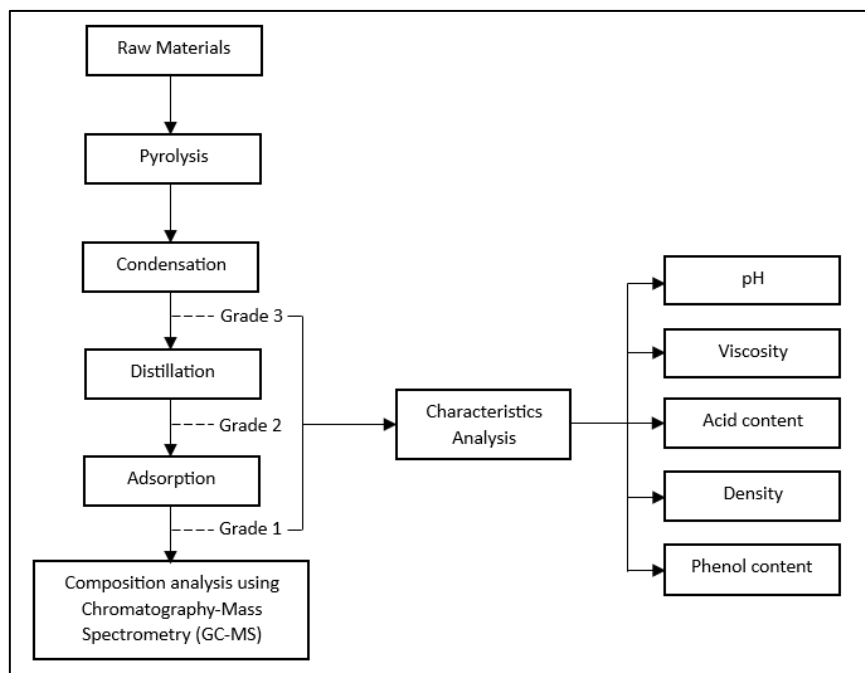 Raw Materials
Pyrolysis
Condensation
Grade 3
Distillation
Grade 2
Adsorption
Grade 1
Composition analysis using
Chromatography-Mass
Spectrometry (GC-MS)
Characteristics
Analysis
pH
Viscosity
Acid content
Density
Phenol content